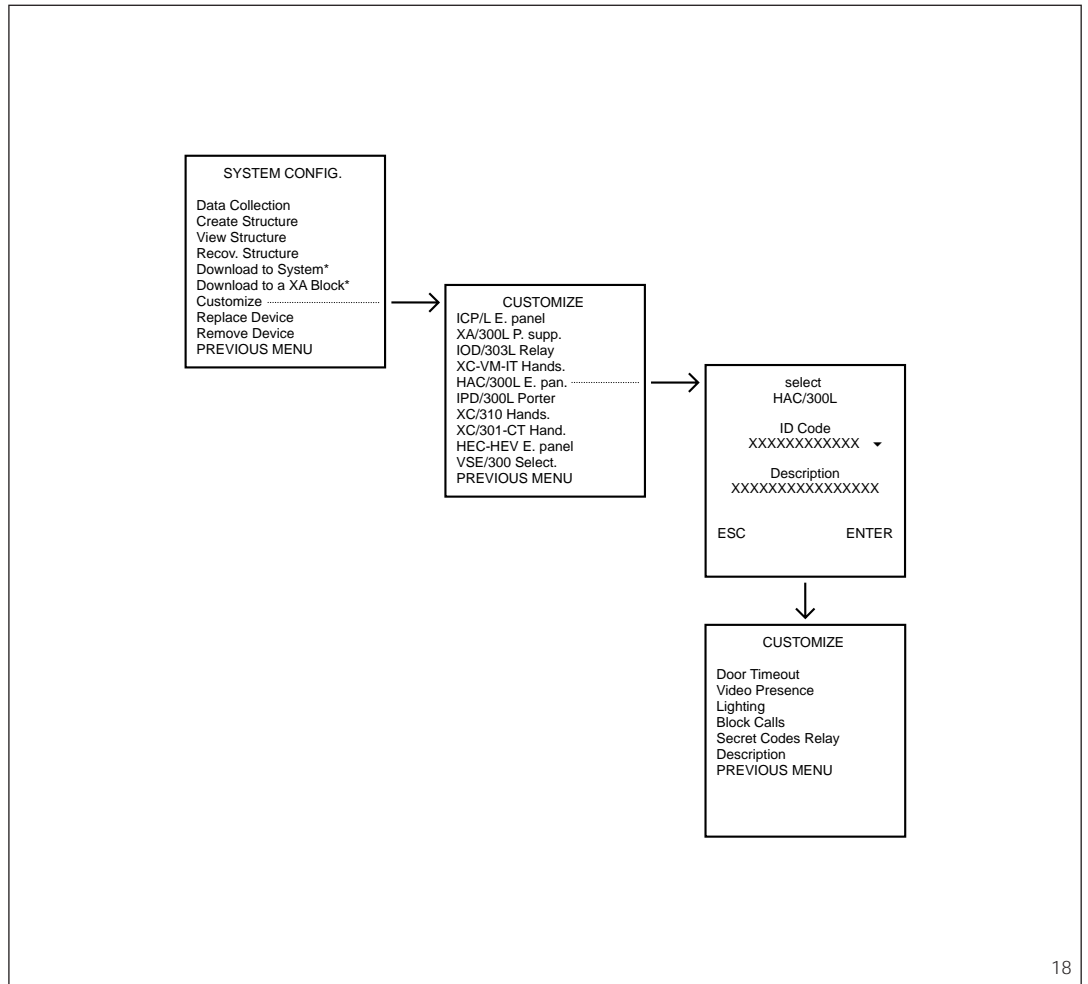 SYSTEM CONFIG.
Data Collection
Create Structure
View Structure
Recov. Structure
Download to System*
Download to a XA Block*
Customize
Replace Device
Remove Device
PREVIOUS MENU
CUSTOMIZE
ICP/L E. panel
XA/300L P. supp.
IOD/303L Relay
XC-VM-IT Hands.
HAC/300L E. pan.
IPD/300L Porter
XC/310 Hands.
XC/301-CT Hand.
HEC-HEV E. panel
VSE/300 Select.
PREVIOUS MENU
select
HAC/300L
ID Code
XXXXXXXXXXXX
Description
XXXXXXXXXXXXXXXX
ESC ENTER
CUSTOMIZE
Door Timeout
Video Presence
Lighting
Block Calls
Secret Codes Relay
Description
PREVIOUS MENU
18